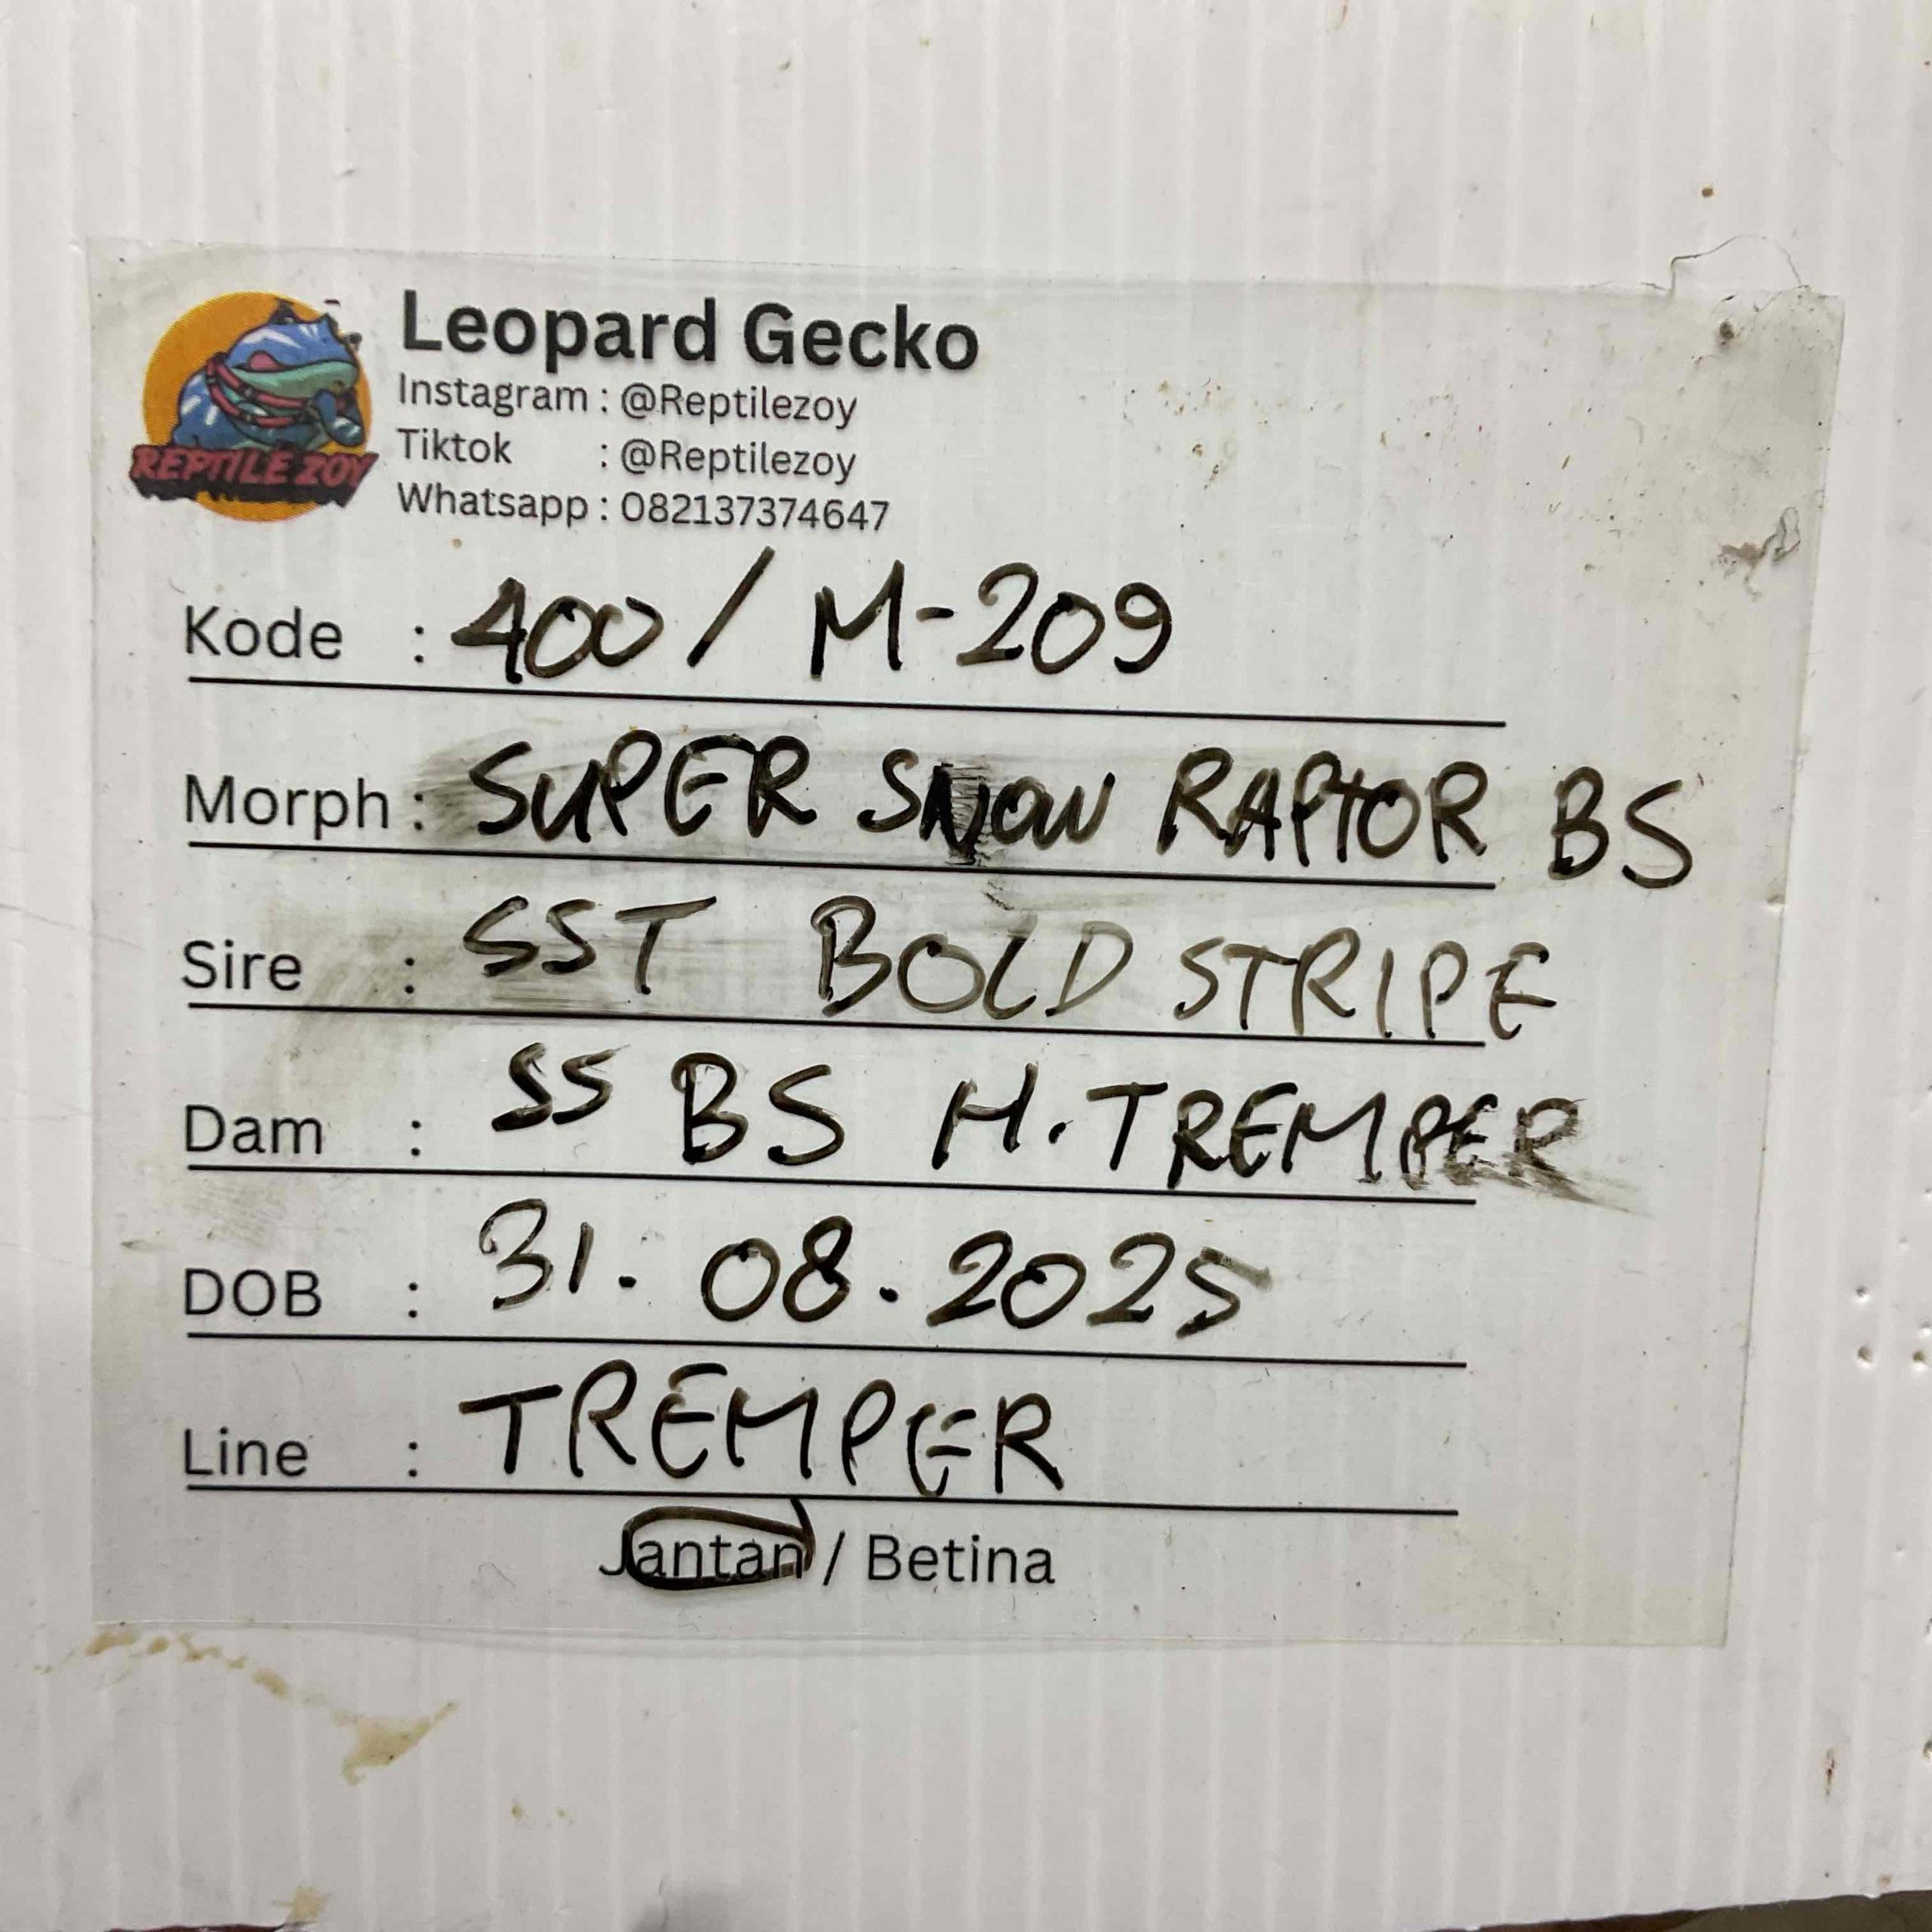 REPTILE ZOY
Leopard Gecko
Instagram : @Reptilezoy
Tiktok : @Reptilezoy
Whatsapp : 082137374647
Kode : 400 / M-209
Morph : SUPER SNOW RAPTOR BS
Sire : SST BOLD STRIPE
Dam : SS BS H. TREMPER
DOB : 31.08.2025
Line : TREMPER
Jantan / Betina